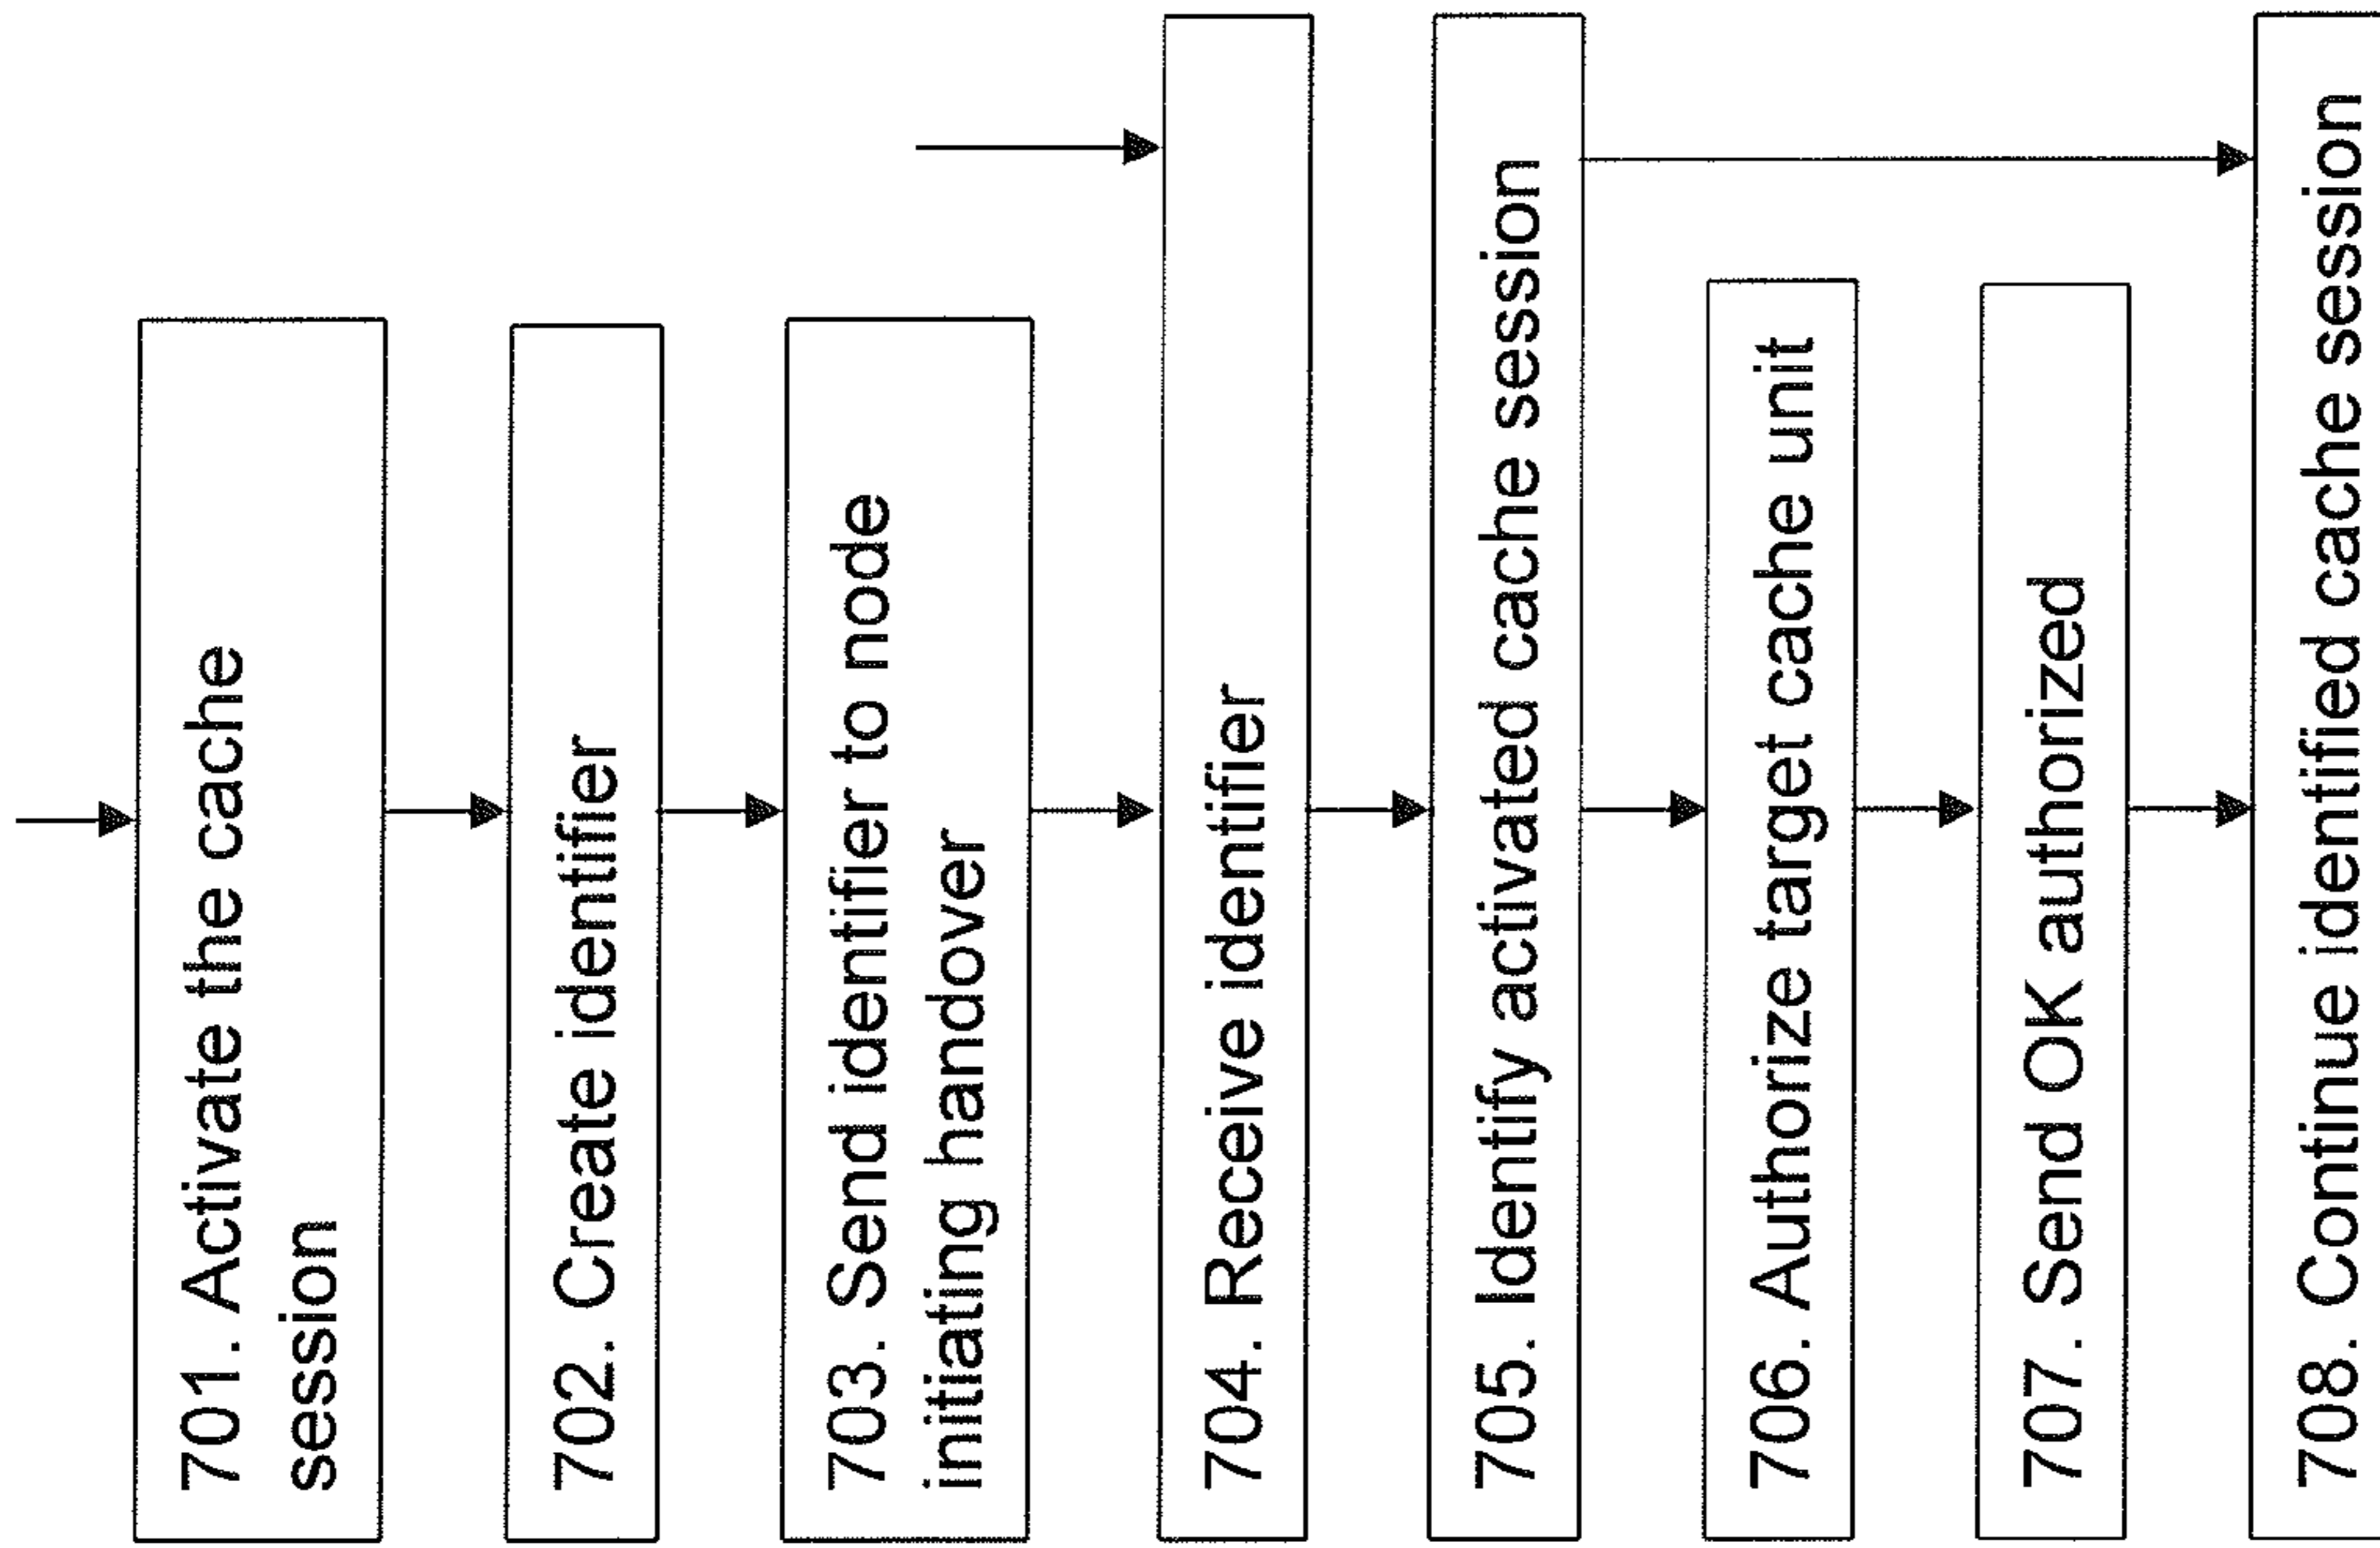 701. Activate the cache
session
702. Create identifier
703. Send identifier to node
initiating handover
704. Receive identifier
705. Identify activated cache session
706. Authorize target cache unit
707. Send OK authorized
708. Continue identified cache session